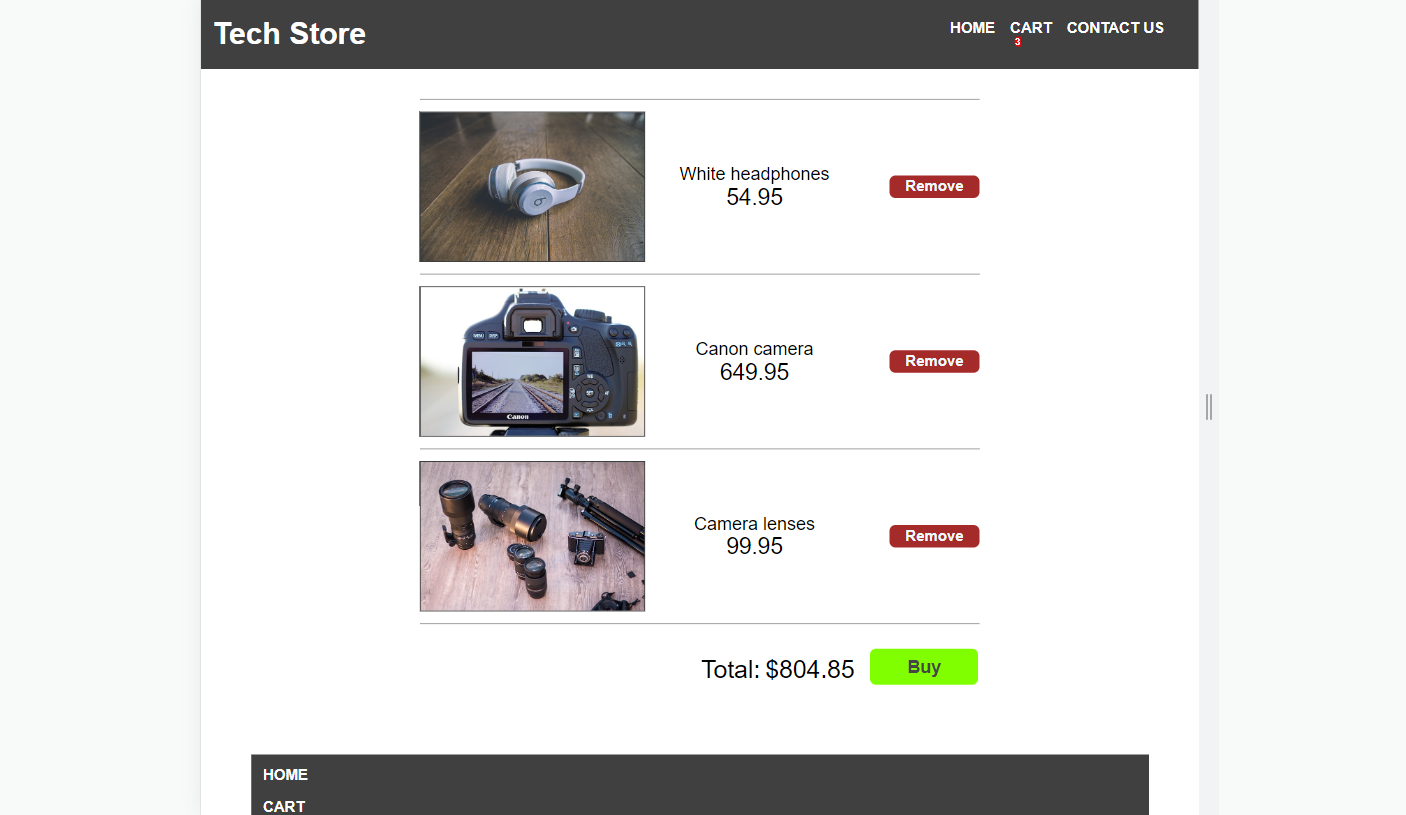 Tech Store
HOME CART CONTACT US
3
White headphones
54.95
Remove
Canon camera
649.95
Remove
Canon
Camera lenses
99.95
Remove
Total: $804.85 Buy
HOME
CART